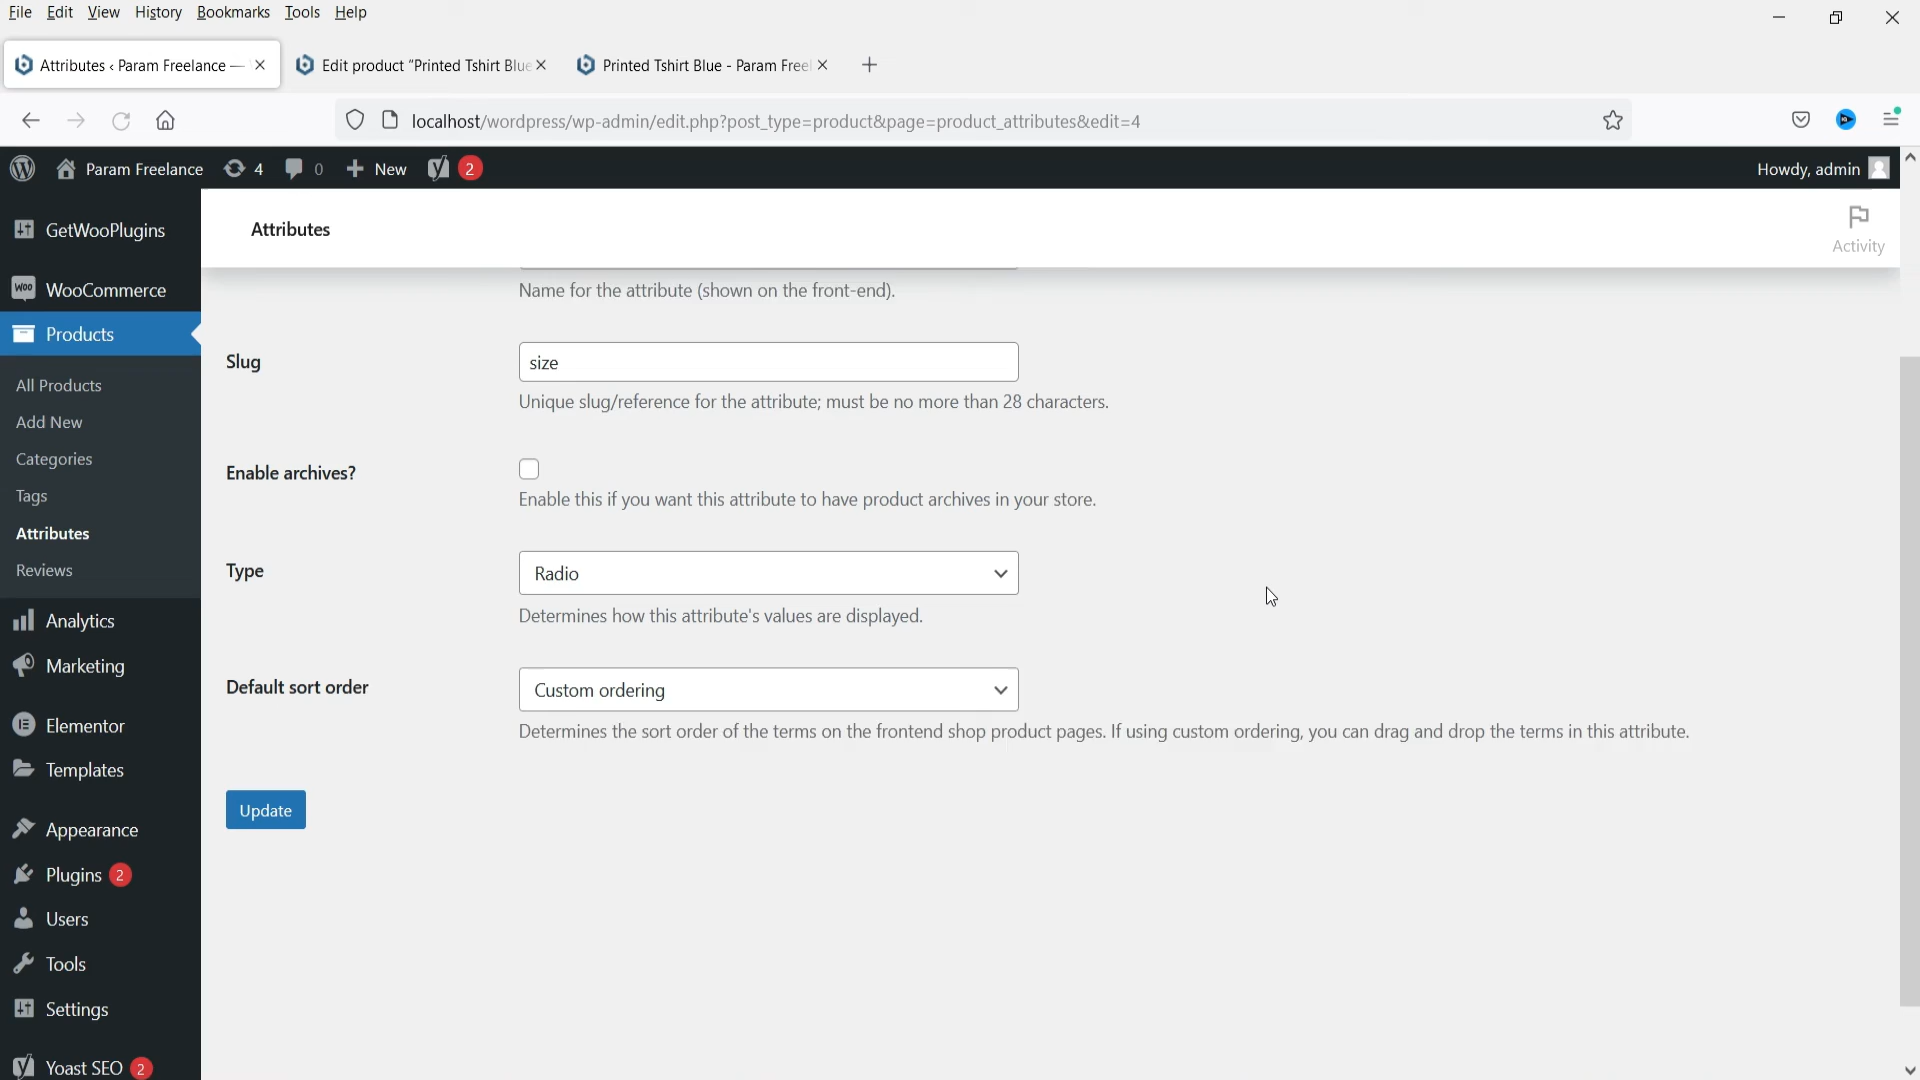 File Edit View History Bookmarks Tools Help
Attributes ‹ Param Freelance — Edit product “Printed Tshirt Blue Printed Tshirt Blue - Param Free
localhost/wordpress/wp-admin/edit.php?post_type=product&page=product_attributes&edit=4
Param Freelance 4 0 New 2 Howdy, admin
GetWooPlugins
WooCommerce
Products
All Products
Add New
Categories
Tags
Attributes
Reviews
Analytics
Marketing
Elementor
Templates
Appearance
Plugins 2
Users
Tools
Settings
Yoast SEO 2
Attributes
Activity
Name for the attribute (shown on the front-end).
Slug
size
Unique slug/reference for the attribute; must be no more than 28 characters.
Enable archives?
Enable this if you want this attribute to have product archives in your store.
Type
Radio
Determines how this attribute's values are displayed.
Default sort order
Custom ordering
Determines the sort order of the terms on the frontend shop product pages. If using custom ordering, you can drag and drop the terms in this attribute.
Update